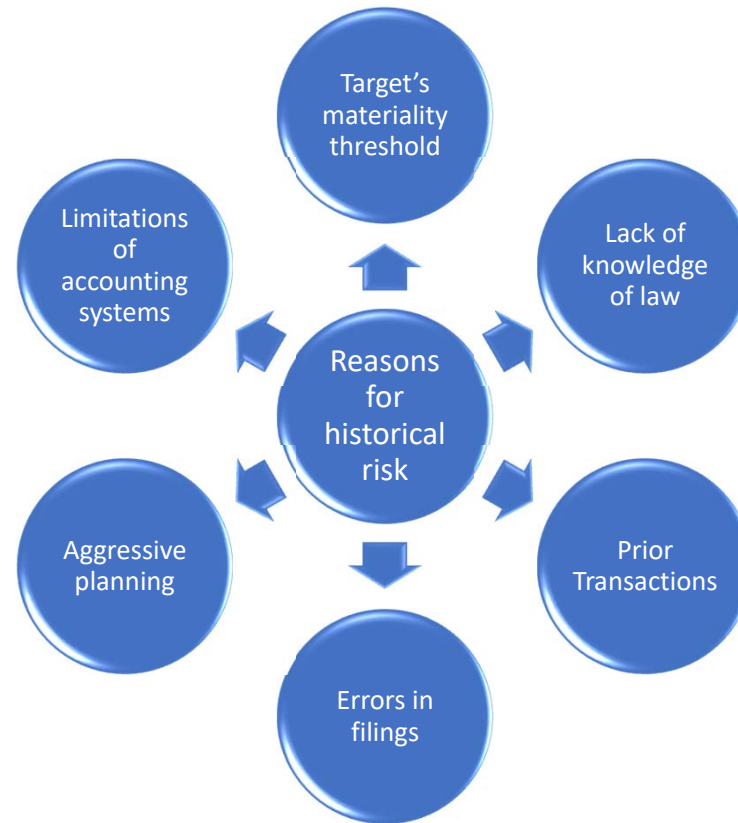 Target’s
materiality
threshold
Limitations
of
accounting
systems
Lack of
knowledge
of law
Reasons
for
historical
risk
Aggressive
planning
Prior
Transactions
Errors in
filings